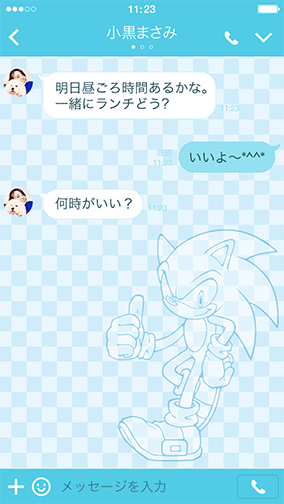 11:23
小黒まさみ
明日昼ごろ時間あるかな。
一緒にランチどう?
11:23
既読
11:23
いいよ〜*^^*
何時がいい？
11:23
メッセージを入力